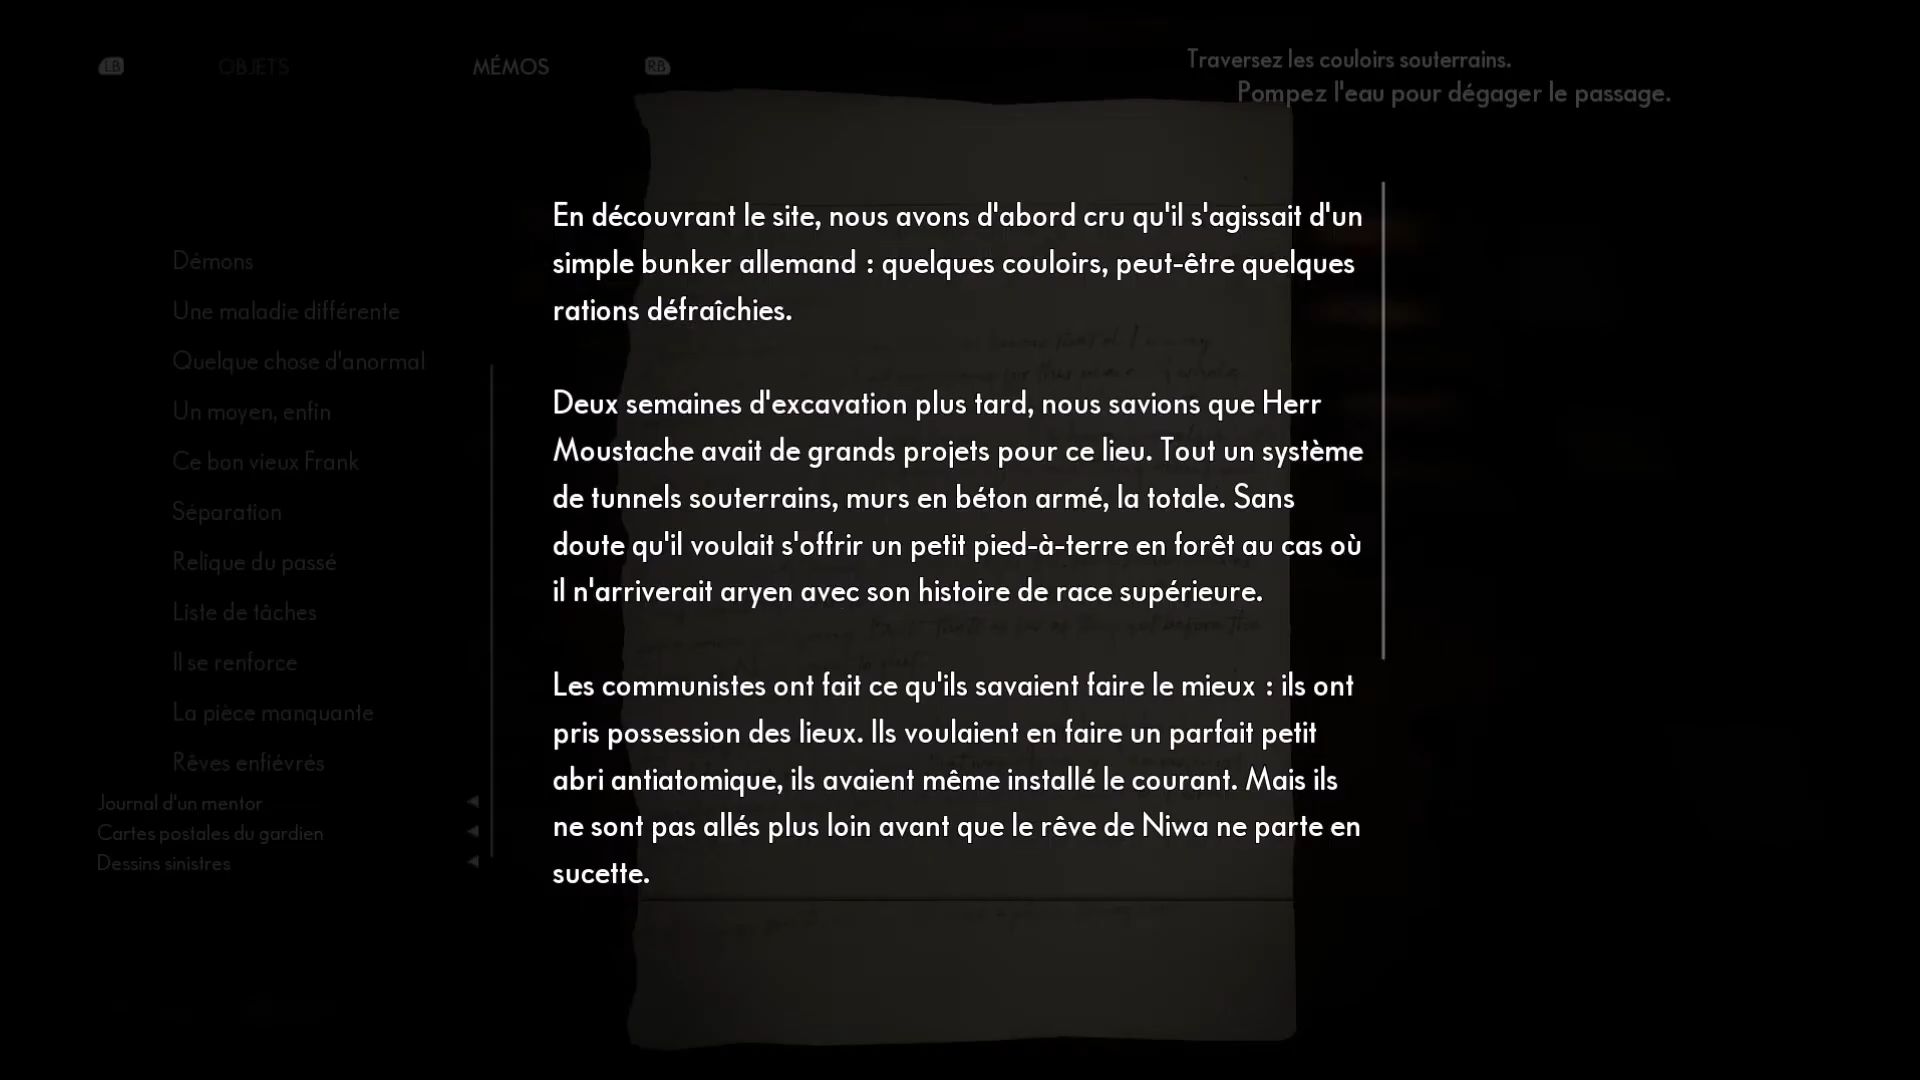 LB
OBJETS
MÉMOS
RB
Traversez les couloirs souterrains.
Pompez l'eau pour dégager le passage.
Démons
Une maladie différente
Quelque chose d'anormal
Un moyen, enfin
Ce bon vieux Frank
Séparation
Relique du passé
Liste de tâches
Il se renforce
La pièce manquante
Rêves enfiévrés
Journal d'un mentor
Cartes postales du gardien
Dessins sinistres
En découvrant le site, nous avons d'abord cru qu'il s'agissait d'un
simple bunker allemand : quelques couloirs, peut-être quelques
rations défraîchies.
Deux semaines d'excavation plus tard, nous savions que Herr
Moustache avait de grands projets pour ce lieu. Tout un système
de tunnels souterrains, murs en béton armé, la totale. Sans
doute qu'il voulait s'offrir un petit pied-à-terre en forêt au cas où
il n'arriverait aryen avec son histoire de race supérieure.
Les communistes ont fait ce qu'ils savaient faire le mieux : ils ont
pris possession des lieux. Ils voulaient en faire un parfait petit
abri antiatomique, ils avaient même installé le courant. Mais ils
ne sont pas allés plus loin avant que le rêve de Niwa ne parte en
sucette.